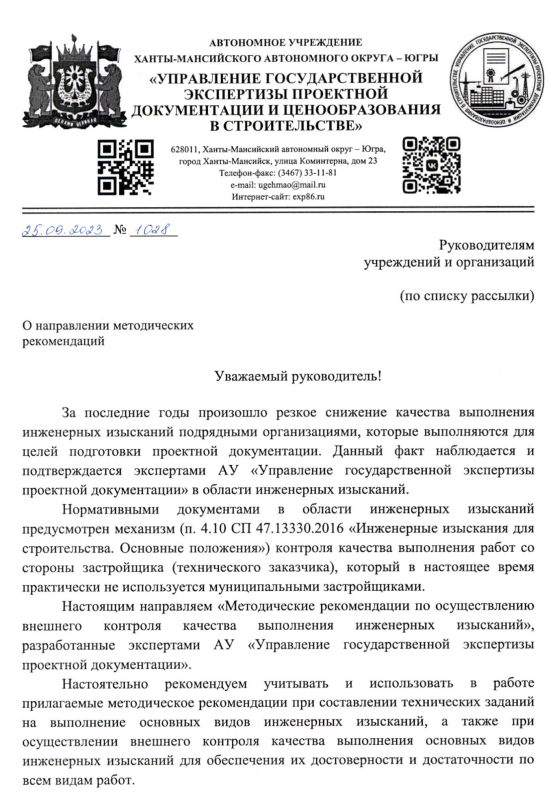 АВТОНОМНОЕ УЧРЕЖДЕНИЕ
ХАНТЫ-МАНСИЙСКОГО АВТОНОМНОГО ОКРУГА – ЮГРЫ
«УПРАВЛЕНИЕ ГОСУДАРСТВЕННОЙ
ЭКСПЕРТИЗЫ ПРОЕКТНОЙ
ДОКУМЕНТАЦИИ И ЦЕНООБРАЗОВАНИЯ
В СТРОИТЕЛЬСТВЕ»
628011, Ханты-Мансийский автономный округ – Югра,
город Ханты-Мансийск, улица Коминтерна, дом 23
Телефон-факс: (3467) 33-11-81
e-mail: ugehmao@mail.ru
Интернет-сайт: exp86.ru
25.09.2023 № 1028
Руководителям
учреждений и организаций
(по списку рассылки)
О направлении методических
рекомендаций
Уважаемый руководитель!
За последние годы произошло резкое снижение качества выполнения
инженерных изысканий подрядными организациями, которые выполняются для
целей подготовки проектной документации. Данный факт наблюдается и
подтверждается экспертами АУ «Управление государственной экспертизы
проектной документации» в области инженерных изысканий.
Нормативными документами в области инженерных изысканий
предусмотрен механизм (п. 4.10 СП 47.13330.2016 «Инженерные изыскания для
строительства. Основные положения») контроля качества выполнения работ со
стороны застройщика (технического заказчика), который в настоящее время
практически не используется муниципальными застройщиками.
Настоящим направляем «Методические рекомендации по осуществлению
внешнего контроля качества выполнения инженерных изысканий»,
разработанные экспертами АУ «Управление государственной экспертизы
проектной документации».
Настоятельно рекомендуем учитывать и использовать в работе
прилагаемые методическое рекомендации при составлении технических заданий
на выполнение основных видов инженерных изысканий, а также при
осуществлении внешнего контроля качества выполнения основных видов
инженерных изысканий для обеспечения их достоверности и достаточности по
всем видам работ.